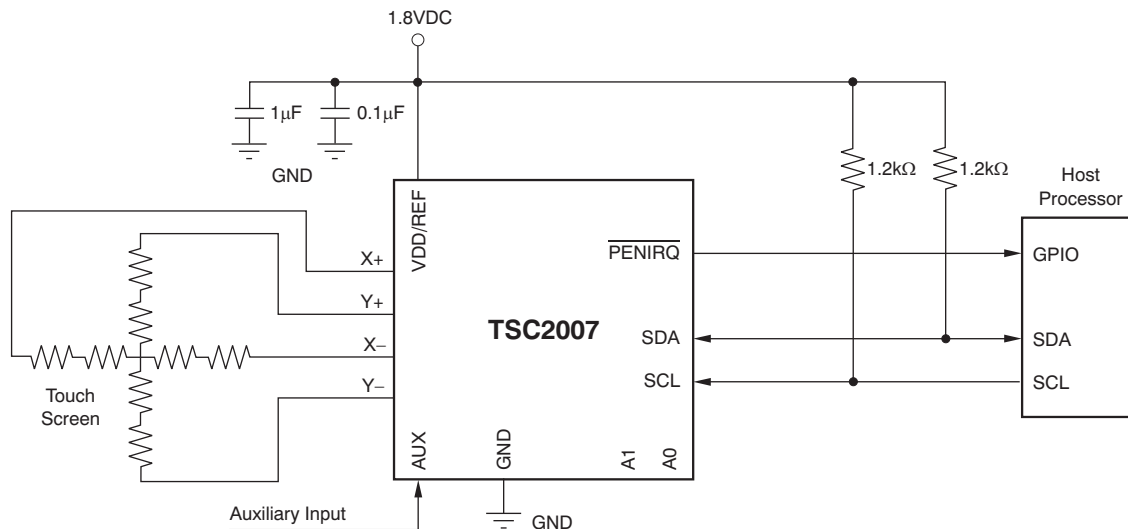 1.8VDC
1μF
0.1μF
GND
1.2kΩ
1.2kΩ
Host
Processor
VDD/REF
PENIRQ
GPIO
X+
Y+
TSC2007
X−
SDA
SDA
Y−
SCL
SCL
Touch
Screen
AUX
GND
A1
A0
Auxiliary Input
GND